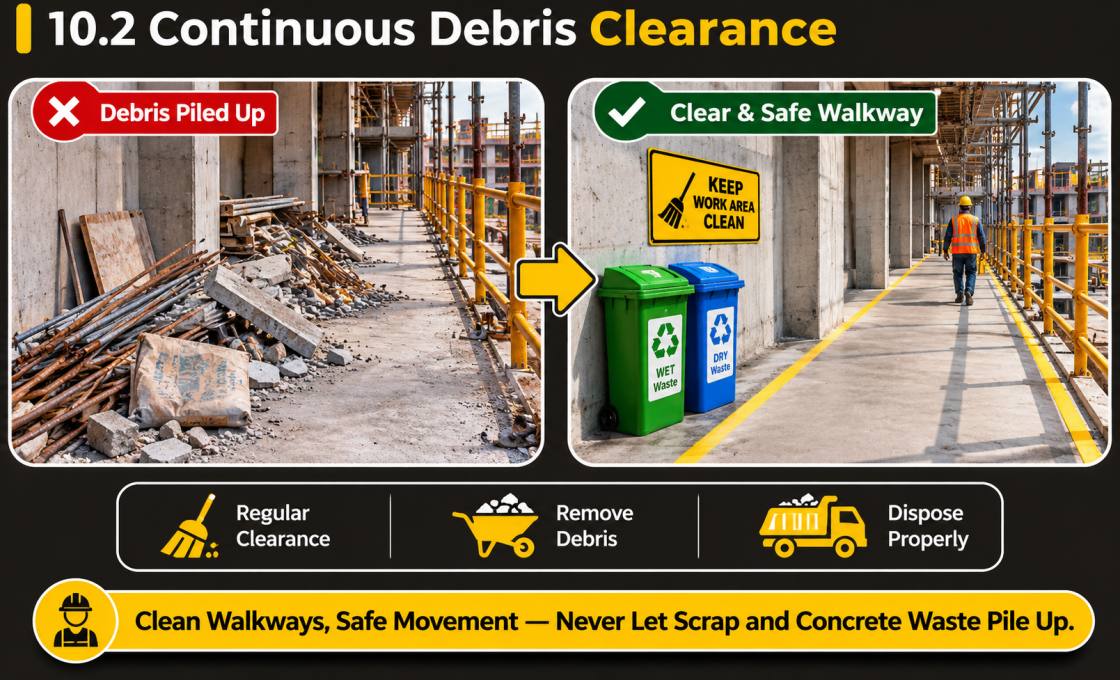 10.2 Continuous Debris Clearance
Debris Piled Up
Clear & Safe Walkway
KEEP
WORK AREA
CLEAN
WET
Waste
DRY
Waste
Regular
Clearance
Remove
Debris
Dispose
Properly
Clean Walkways, Safe Movement — Never Let Scrap and Concrete Waste Pile Up.